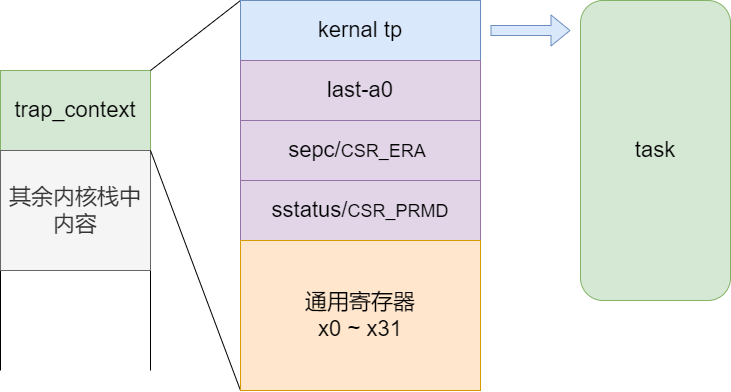 trap_context
其余内核栈中
内容
kernal tp
last-a0
sepc/CSR_ERA
sstatus/CSR_PRMD
通用寄存器
x0 ~ x31
task